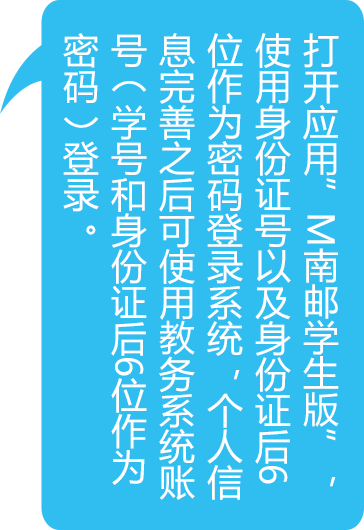 打开应用”M南邮学生版”，
使用身份证号以及身份证后6
位作为密码登录系统，个人信
息完善之后可使用教务系统账
号（学号和身份证后6位作为
密码）登录。